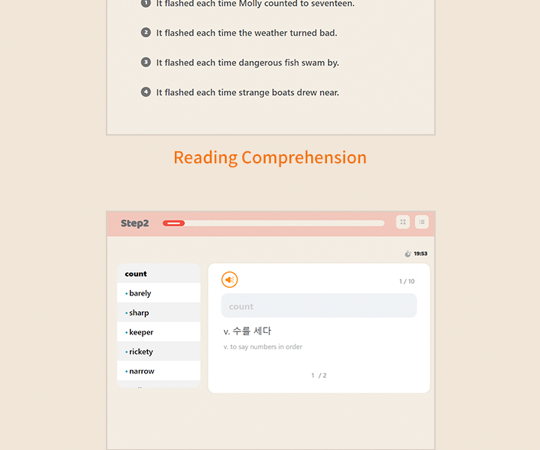 1 It flashed each time Molly counted to seventeen.
2 It flashed each time the weather turned bad.
3 It flashed each time dangerous fish swam by.
4 It flashed each time strange boats drew near.
Reading Comprehension
Step2
19:53
count
barely
sharp
keeper
rickety
narrow
1 / 10
count
v. 수를 세다
v. to say numbers in order
1 / 2